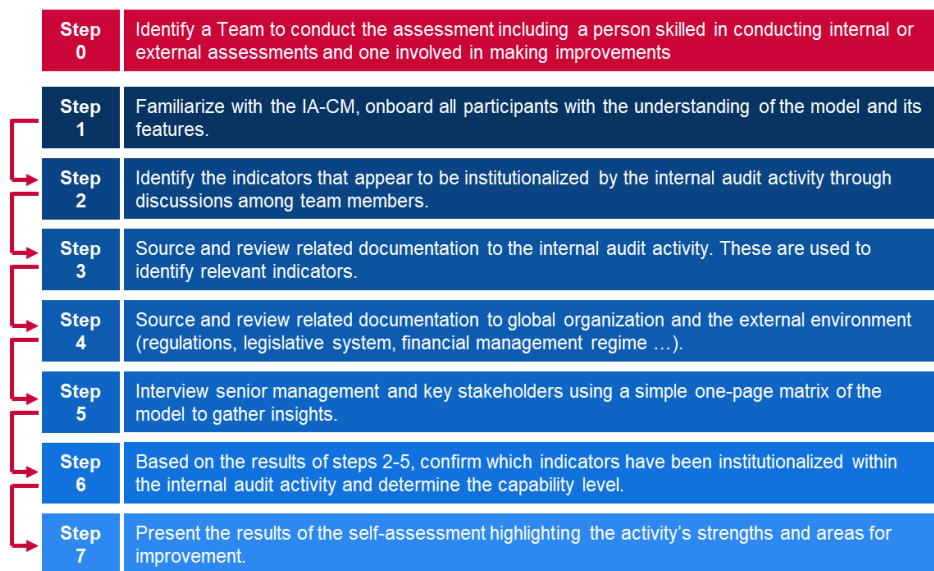 Step
0
Identify a Team to conduct the assessment including a person skilled in conducting internal or
external assessments and one involved in making improvements
Step
1
Familiarize with the IA-CM, onboard all participants with the understanding of the model and its
features.
Step
2
Identify the indicators that appear to be institutionalized by the internal audit activity through
discussions among team members.
Step
3
Source and review related documentation to the internal audit activity. These are used to
identify relevant indicators.
Step
4
Source and review related documentation to global organization and the external environment
(regulations, legislative system, financial management regime ...).
Step
5
Interview senior management and key stakeholders using a simple one-page matrix of the
model to gather insights.
Step
6
Based on the results of steps 2-5, confirm which indicators have been institutionalized within
the internal audit activity and determine the capability level.
Step
7
Present the results of the self-assessment highlighting the activity's strengths and areas for
improvement.